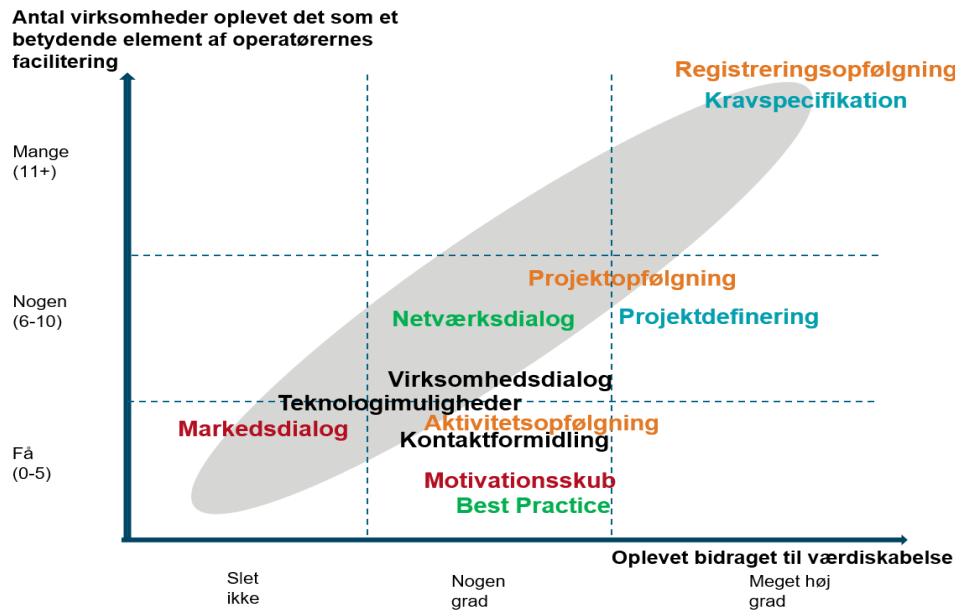 Antal virksomheder oplevet det som et
betydende element af operatørernes
facilitering
Registreringsopfølgning
Kravspecifikation
Mange
(11+)
Projektopfølgning
Nogen
(6-10)
Netværksdialog
Projektdefinering
Virksomhedsdialog
Teknologimuligheder
Markedsdialog
Aktivitetsopfølgning
Kontaktformidling
Få
(0-5)
Motivationsskub
Best Practice
Oplevet bidraget til værdiskabelse
Slet
ikke
Nogen
grad
Meget høj
grad